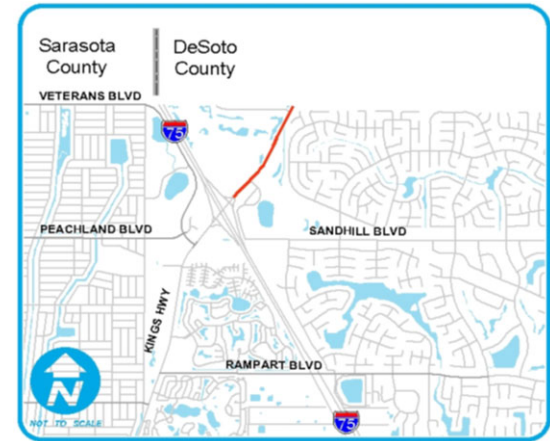 Sarasota
County
DeSoto
County
VETERANS BLVD
75
PEACHLAND BLVD
SANDHILL BLVD
KINGS HWY
RAMPART BLVD
N
NOT TO SCALE
75